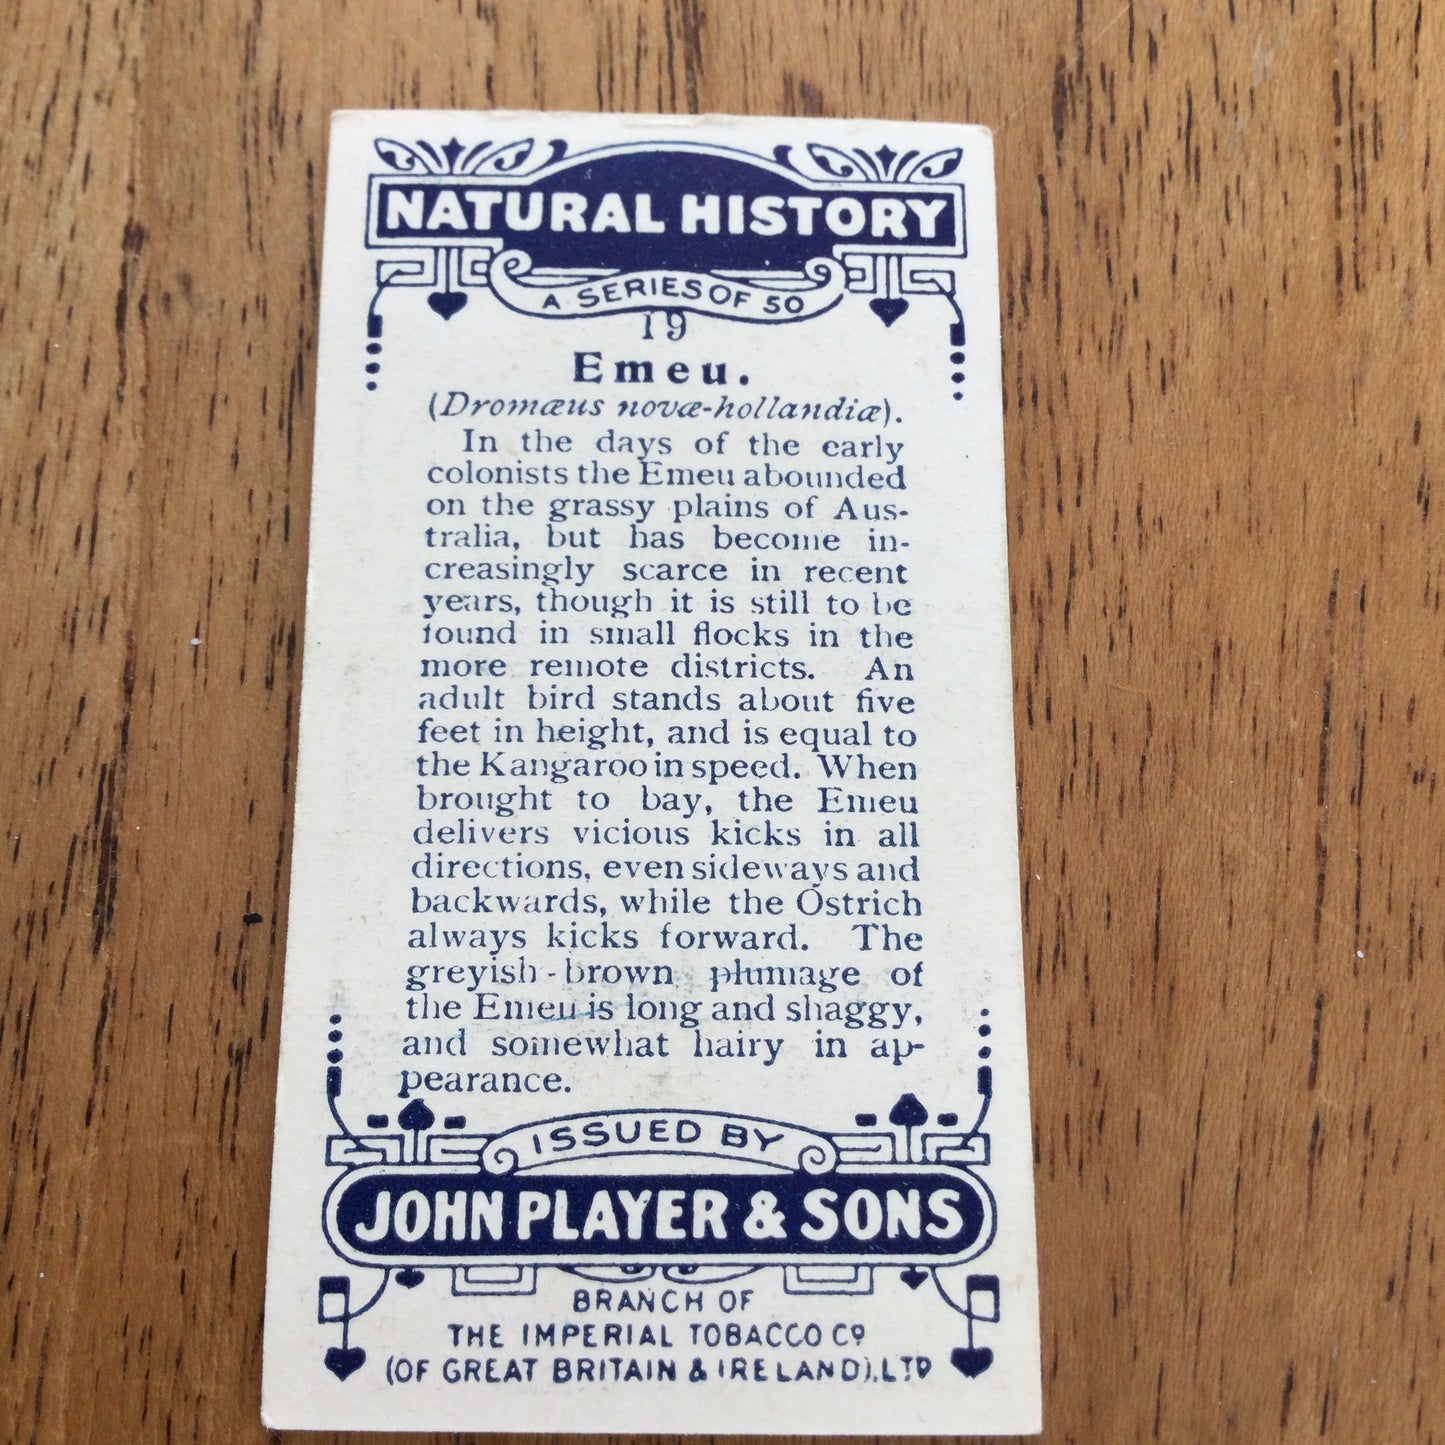 NATURAL HISTORY
A SERIES OF 50
19
Emeu.
(Dromæus novæ-hollandiæ).
In the days of the early
colonists the Emeu abounded
on the grassy plains of Aus-
tralia, but has become in-
creasingly scarce in recent
years, though it is still to be
found in small flocks in the
more remote districts. An
adult bird stands about five
feet in height, and is equal to
the Kangaroo in speed. When
brought to bay, the Emeu
delivers vicious kicks in all
directions, even sideways and
backwards, while the Ostrich
always kicks forward. The
greyish-brown plumage of
the Emeu is long and shaggy,
and somewhat hairy in ap-
pearance.
ISSUED BY
JOHN PLAYER & SONS
BRANCH OF
THE IMPERIAL TOBACCO Cº
(OF GREAT BRITAIN & IRELAND), LTD